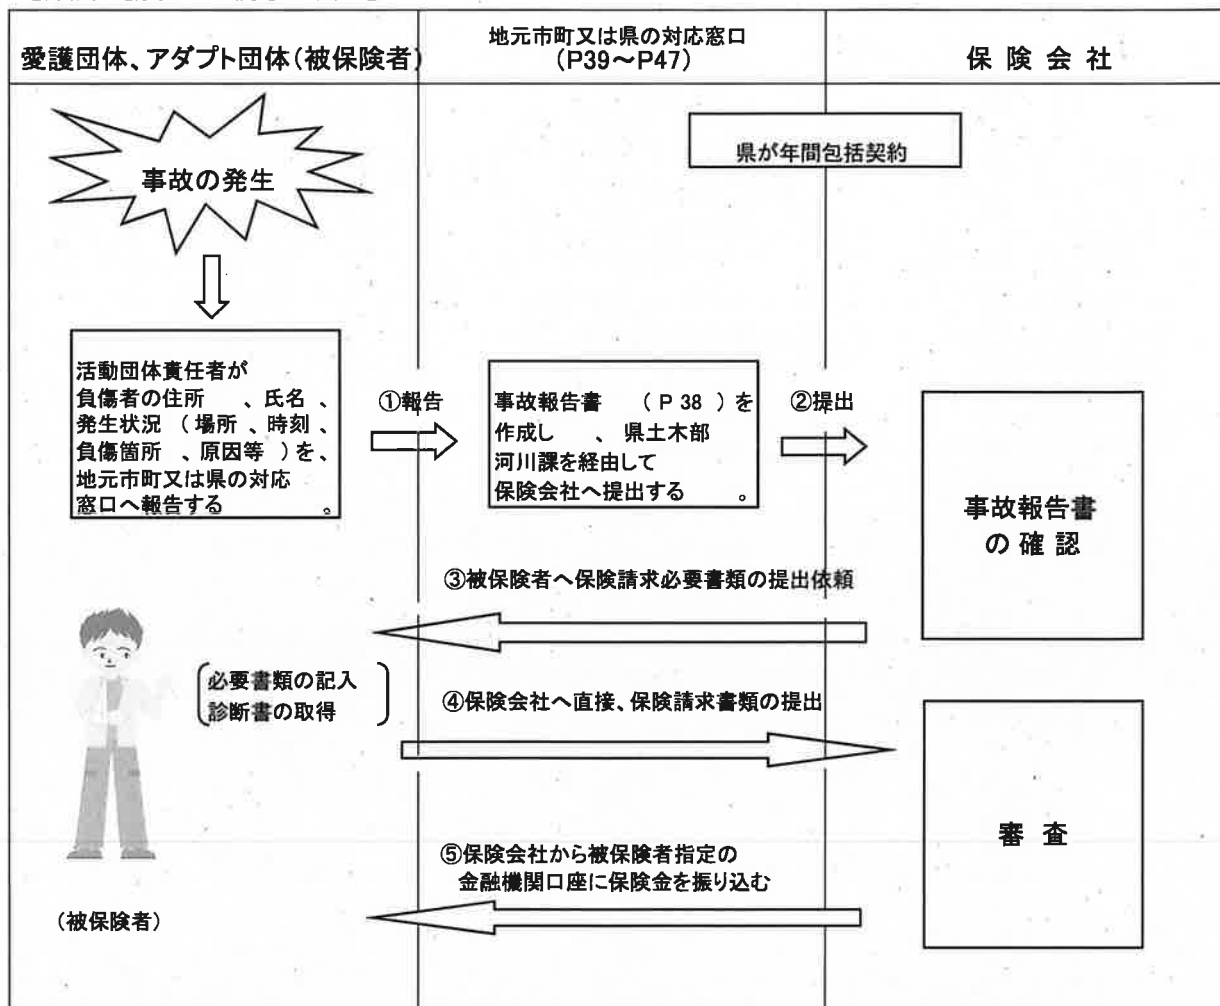 愛護団体、アダプト団体(被保険者)
地元市町又は県の対応窓口
(P39～P47)
保険会社
県が年間包括契約
事故の発生
活動団体責任者が
負傷者の住所　、氏名、
発生状況(場所、時刻、
負傷箇所、原因等)を、
地元市町又は県の対応
窓口へ報告する　。
①報告
事故報告書　(P 38)を
作成し　、県土木部
河川課を経由して
保険会社へ提出する　。
②提出
事故報告書
の確認
③被保険者へ保険請求必要書類の提出依頼
必要書類の記入
診断書の取得
④保険会社へ直接、保険請求書類の提出
審査
⑤保険会社から被保険者指定の
金融機関口座に保険金を振り込む
(被保険者)